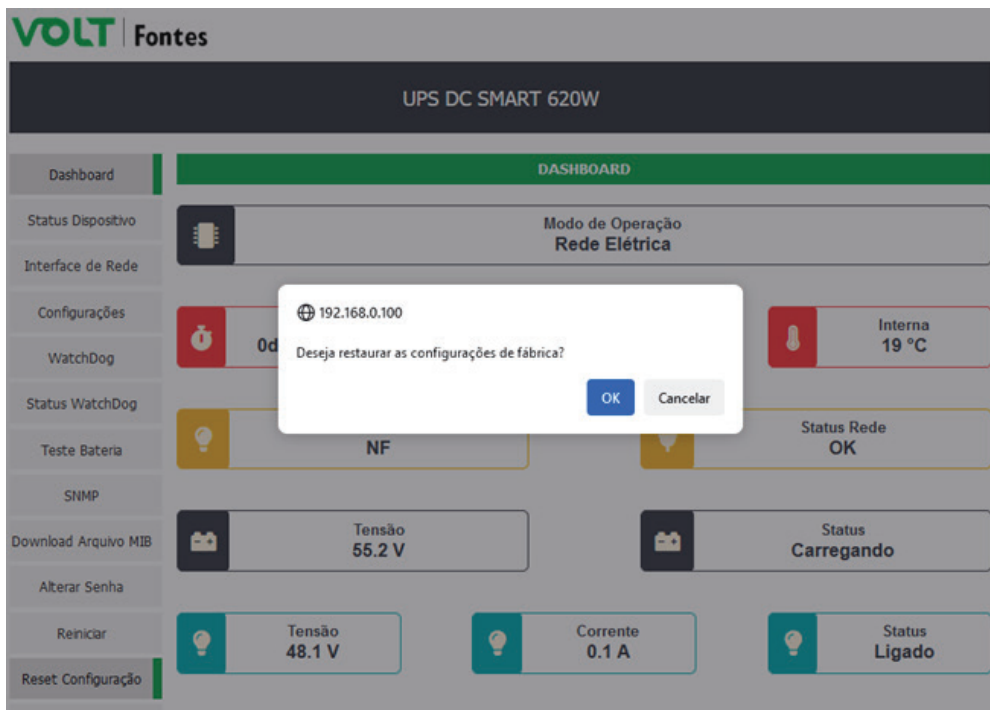 VOLT | Fontes
UPS DC SMART 620W
Dashboard
Status Dispositivo
Interface de Rede
Configurações
WatchDog
Status WatchDog
Teste Bateria
SNMP
Download Arquivo MIB
Alterar Senha
Reiniciar
Reset Configuração
DASHBOARD
Modo de Operação
Rede Elétrica
0d
Interna
19 °C
192.168.0.100
Deseja restaurar as configurações de fábrica?
OK Cancelar
NF
Status Rede
OK
Tensão
55.2 V
Status
Carregando
Tensão
48.1 V
Corrente
0.1 A
Status
Ligado